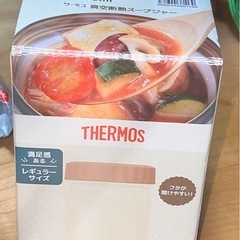 サーモス 真空断熱スープジャー
THERMOS
満足感
ある
レギュラー
サイズ
フタが
開けやすい!